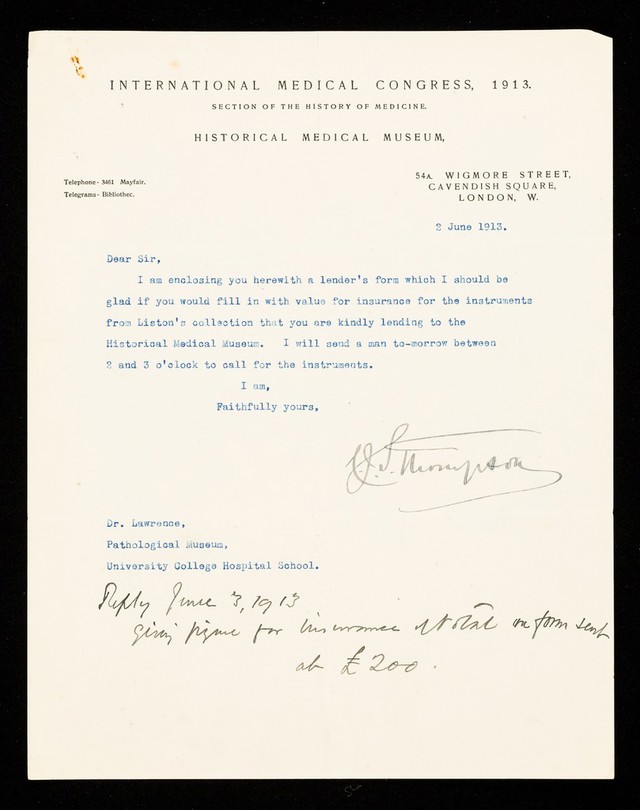 INTERNATIONAL MEDICAL CONGRESS, 1913.
SECTION OF THE HISTORY OF MEDICINE.
HISTORICAL MEDICAL MUSEUM,
Telephone- 3461 Mayfair.
Telegrams- Bibliothec.
54A. WIGMORE STREET,
CAVENDISH SQUARE,
LONDON, W.
2 June 1913.
Dear Sir,
I am enclosing you herewith a lender's form which I should be
glad if you would fill in with value for insurance for the instruments
from Liston's collection that you are kindly lending to the
Historical Medical Museum. I will send a man to-morrow between
2 and 3 o'clock to call for the instruments.
I am,
Faithfully yours,
C.J.S. Thompson
Dr. Lawrence,
Pathological Museum,
University College Hospital School.
Reply June 3, 1913
giving figure for insurance of total on form sent
at £200.